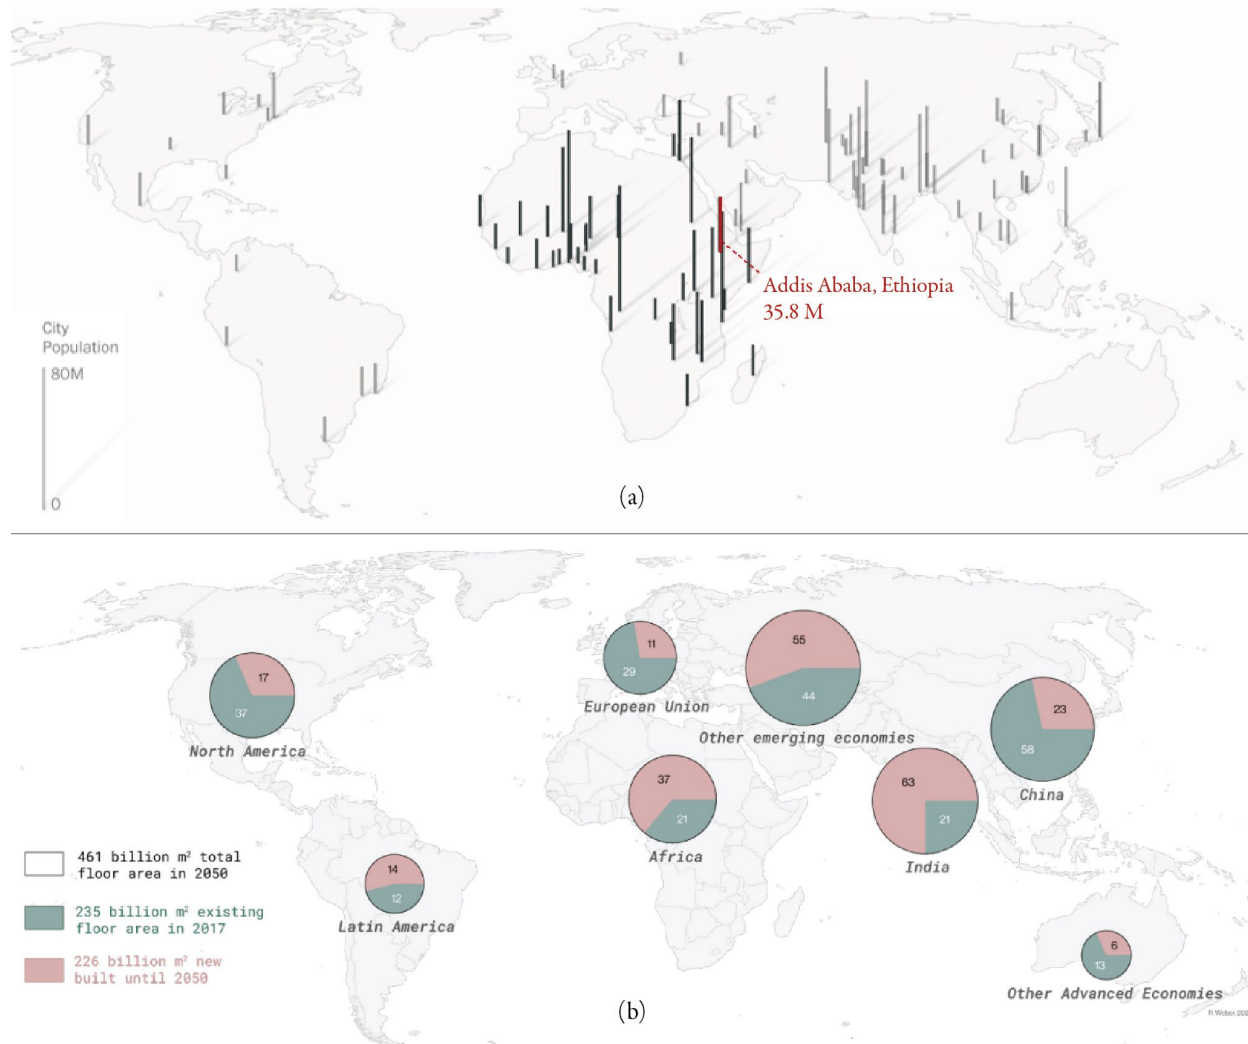 Addis Ababa, Ethiopia
35.8 M
City
Population
80M
0
(a)
17
37
North America
11
29
European Union
55
44
Other emerging economies
23
58
China
37
21
Africa
63
21
India
14
12
Latin America
6
13
Other Advanced Economies
461 billion m² total
floor area in 2050
235 billion m² existing
floor area in 2017
226 billion m² new
built until 2050
(b)
R Weber,